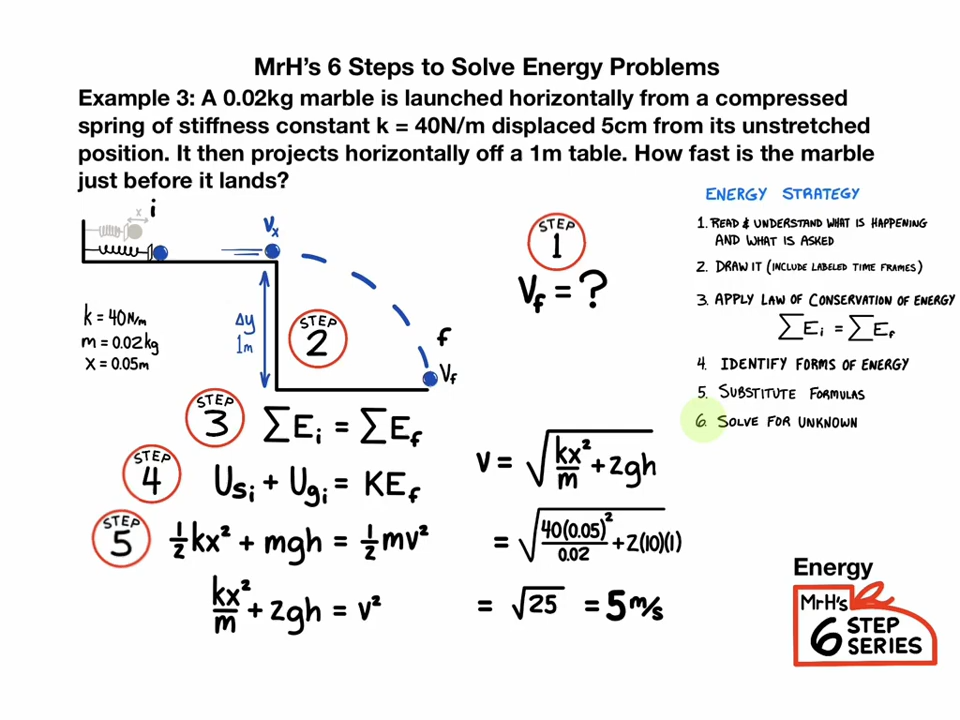 MrH's 6 Steps to Solve Energy Problems
Example 3: A 0.02kg marble is launched horizontally from a compressed
spring of stiffness constant k = 40N/m displaced 5cm from its unstretched
position. It then projects horizontally off a 1m table. How fast is the marble
just before it lands?
x
i
Vx
k = 40N/m
m = 0.02kg
x = 0.05m
Δy
1m
STEP
2
f
Vf
STEP
1
Vf = ?
ENERGY STRATEGY
1. READ & UNDERSTAND WHAT IS HAPPENING
AND WHAT IS ASKED
2. DRAW IT (INCLUDE LABELED TIME FRAMES)
3. APPLY LAW OF CONSERVATION OF ENERGY
∑Ei = ∑Ef
4. IDENTIFY FORMS OF ENERGY
5. SUBSTITUTE FORMULAS
6. SOLVE FOR UNKNOWN
STEP
3
∑Ei = ∑Ef
STEP
4
Usi + Ugi = KEf
STEP
5
½kx² + mgh = ½mv²
kx²/m + 2gh = v²
v = √(kx²/m + 2gh)
= √(40(0.05)²/0.02 + 2(10)(1))
= √25 = 5m/s
Energy
MrH's
6 STEP
SERIES